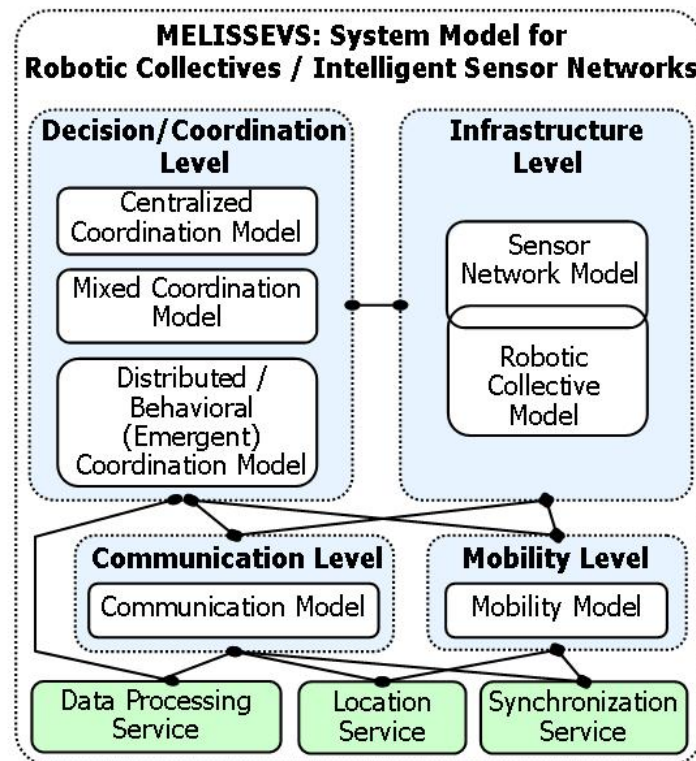 MELISSEVS: System Model for
Robotic Collectives / Intelligent Sensor Networks
Decision/Coordination
Level
Centralized
Coordination Model
Mixed Coordination
Model
Distributed /
Behavioral
(Emergent)
Coordination Model
Infrastructure
Level
Sensor
Network Model
Robotic
Collective
Model
Communication Level
Communication Model
Mobility Level
Mobility Model
Data Processing
Service
Location
Service
Synchronization
Service